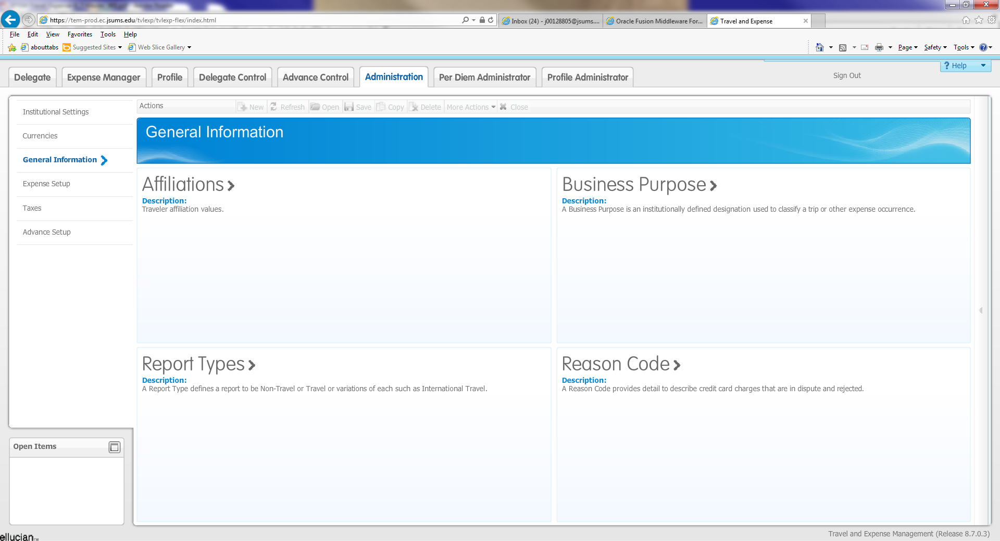 https://tem-prod.ec.jsums.edu/tvlexp/tvlexp-flex/index.html
Inbox (24) - j00128805@jsums....
Oracle Fusion Middleware For...
Travel and Expense
File Edit View Favorites Tools Help
abouttabs Suggested Sites Web Slice Gallery
Page Safety Tools
Delegate Expense Manager Profile Delegate Control Advance Control Administration Per Diem Administrator Profile Administrator
Sign Out
? Help
Institutional Settings
Currencies
General Information
Expense Setup
Taxes
Advance Setup
Actions New Refresh Open Save Copy Delete More Actions Close
General Information
Affiliations
Description:
Traveler affiliation values.
Business Purpose
Description:
A Business Purpose is an institutionally defined designation used to classify a trip or other expense occurrence.
Report Types
Description:
A Report Type defines a report to be Non-Travel or Travel or variations of each such as International Travel.
Reason Code
Description:
A Reason Code provides detail to describe credit card charges that are in dispute and rejected.
Open Items
ellucian™
Travel and Expense Management (Release 8.7.0.3)